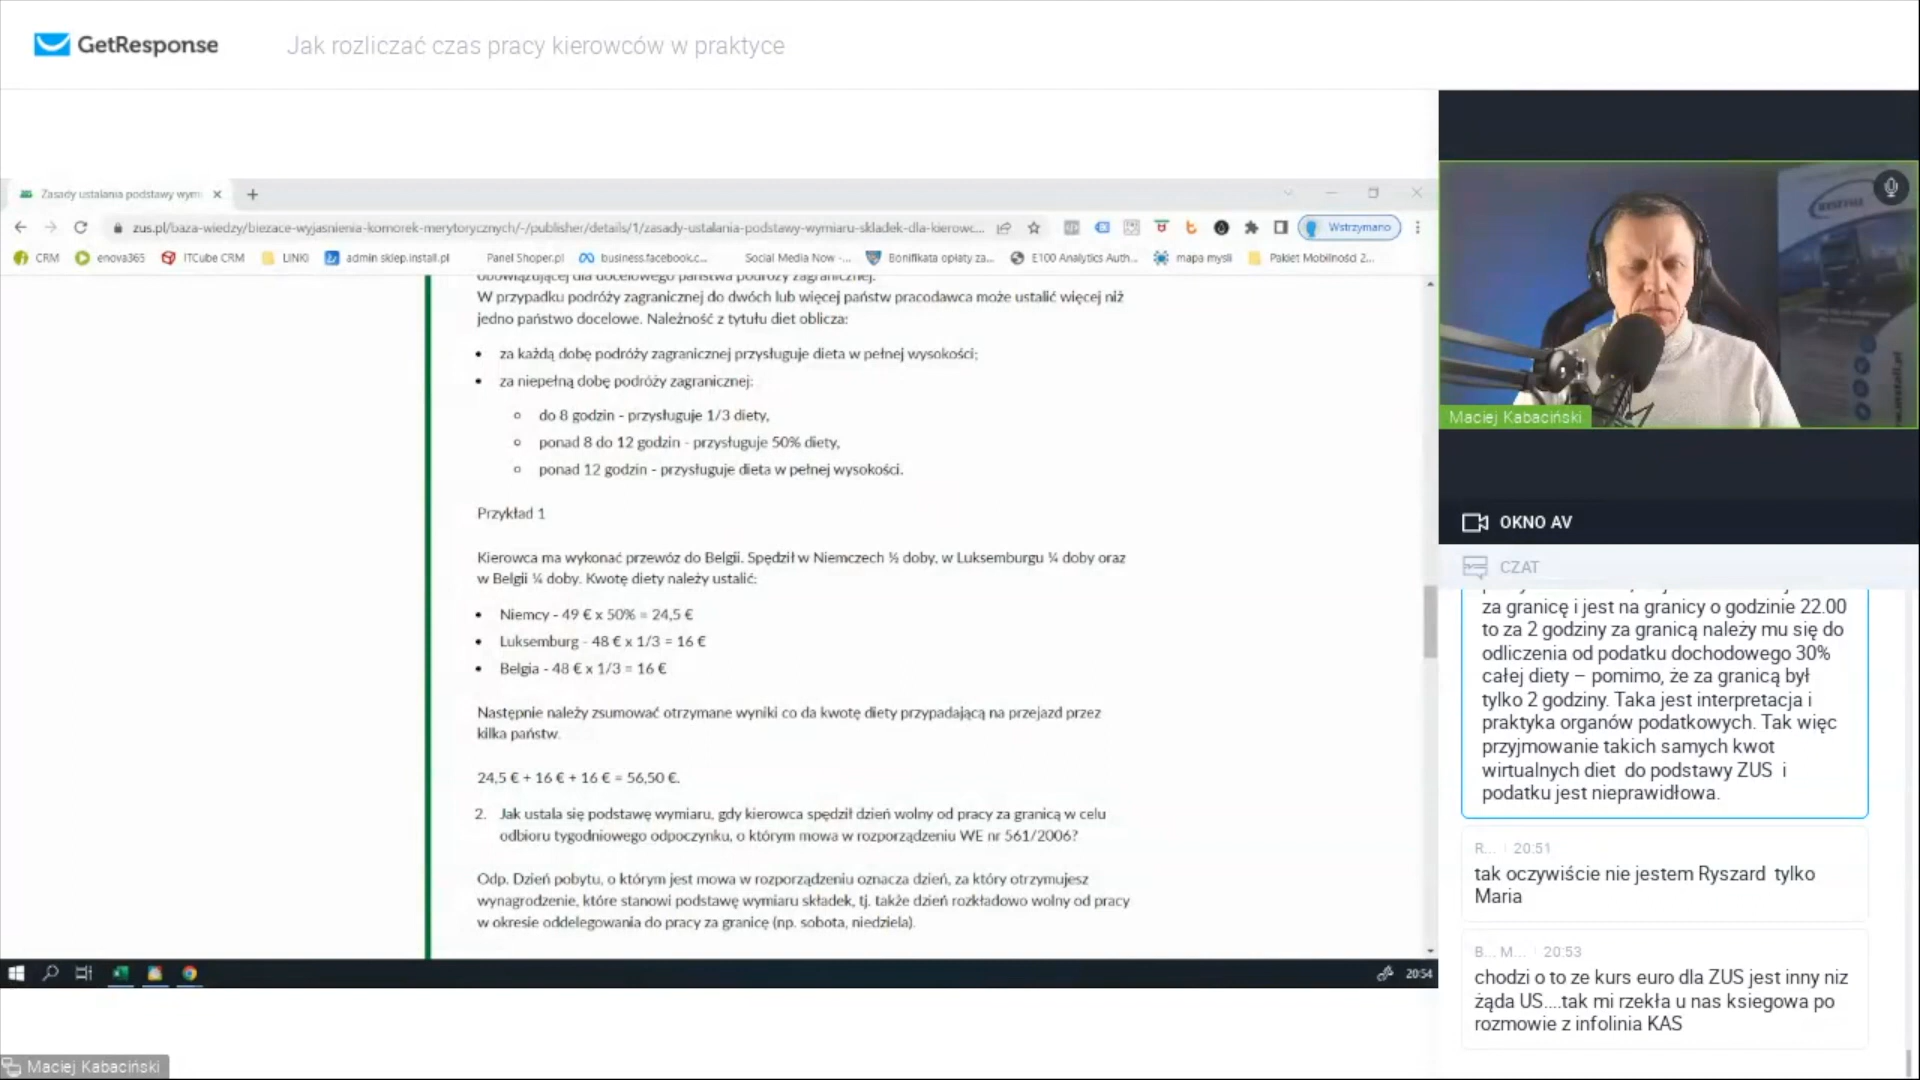 GetResponse
Jak rozliczać czas pracy kierowców w praktyce
Zasady ustalania podstawy wym
zus.pl/baza-wiedzy/biezace-wyjasnienia-komorek-merytorycznych/-/publisher/details/1/zasady-ustalania-podstawy-wymiaru-skladek-dla-kierowc...
Wstrzymano
CRM
enova365
ITCube CRM
LINKI
admin sklep.install.pl
Panel Shoper.pl
business.facebook.c...
Social Media Now -...
Bonifikata opłaty za...
E100 Analytics Auth...
mapa mysli
Pakiet Mobilności 2...
obowiązującej dla docelowego państwa podróży zagranicznej.
W przypadku podróży zagranicznej do dwóch lub więcej państw pracodawca może ustalić więcej niż
jedno państwo docelowe. Należność z tytułu diet oblicza:
• za każdą dobę podróży zagranicznej przysługuje dieta w pełnej wysokości;
• za niepełną dobę podróży zagranicznej:
do 8 godzin - przysługuje 1/3 diety,
ponad 8 do 12 godzin - przysługuje 50% diety,
ponad 12 godzin - przysługuje dieta w pełnej wysokości.
Przykład 1
Kierowca ma wykonać przewóz do Belgii. Spędził w Niemczech ½ doby, w Luksemburgu ¼ doby oraz
w Belgii ¼ doby. Kwotę diety należy ustalić:
• Niemcy - 49 € x 50% = 24,5 €
• Luksemburg - 48 € x 1/3 = 16 €
• Belgia - 48 € x 1/3 = 16 €
Następnie należy zsumować otrzymane wyniki co da kwotę diety przypadającą na przejazd przez
kilka państw.
24,5 € + 16 € + 16 € = 56,50 €.
2. Jak ustala się podstawę wymiaru, gdy kierowca spędził dzień wolny od pracy za granicą w celu
odbioru tygodniowego odpoczynku, o którym mowa w rozporządzeniu WE nr 561/2006?
Odp. Dzień pobytu, o którym jest mowa w rozporządzeniu oznacza dzień, za który otrzymujesz
wynagrodzenie, które stanowi podstawę wymiaru składek, tj. także dzień rozkładowo wolny od pracy
w okresie oddelegowania do pracy za granicę (np. sobota, niedziela).
20:54
Maciej Kabaciński
Maciej Kabaciński
OKNO AV
CZAT
za granicę i jest na granicy o godzinie 22.00
to za 2 godziny za granicą należy mu się do
odliczenia od podatku dochodowego 30%
całej diety – pomimo, że za granicą był
tylko 2 godziny. Taka jest interpretacja i
praktyka organów podatkowych. Tak więc
przyjmowanie takich samych kwot
wirtualnych diet do podstawy ZUS i
podatku jest nieprawidłowa.
R... 20:51
tak oczywiście nie jestem Ryszard tylko
Maria
B... M... 20:53
chodzi o to ze kurs euro dla ZUS jest inny niz
żąda US....tak mi rzekła u nas ksiegowa po
rozmowie z infolinia KAS